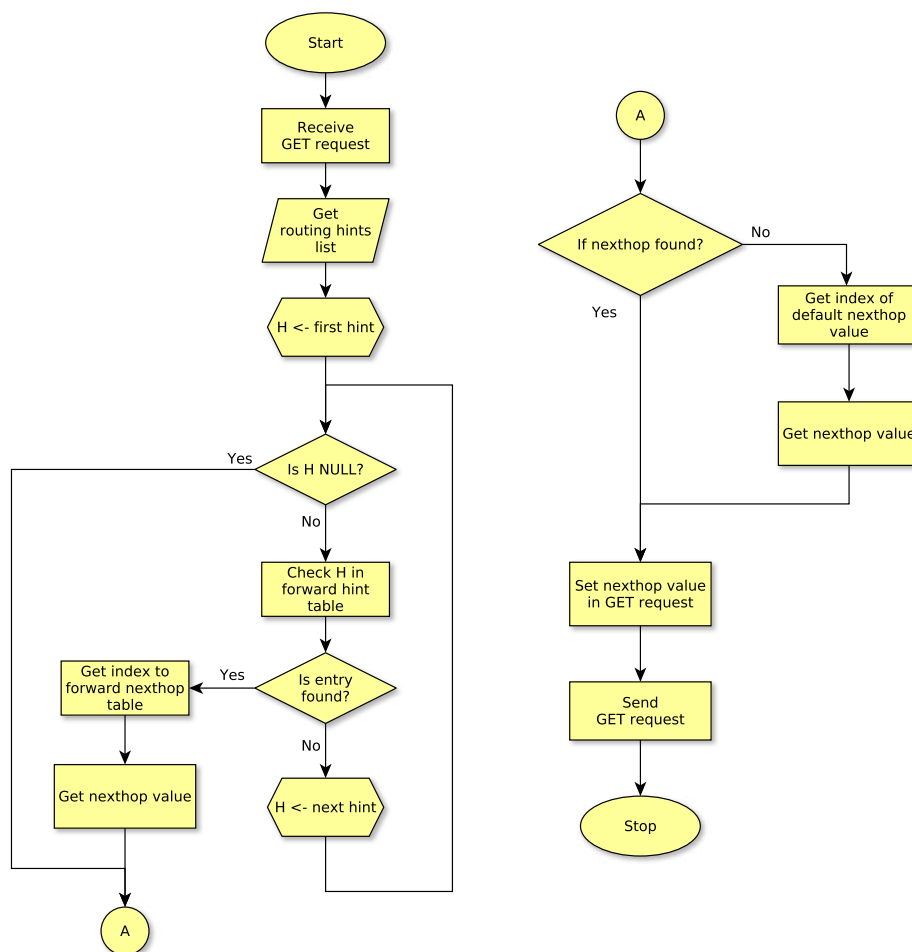 Start
Receive
GET request
Get
routing hints
list
H <- first hint
Is H NULL?
Yes
No
Check H in
forward hint
table
Is entry
found?
Yes
No
Get index to
forward nexthop
table
Get nexthop value
H <- next hint
A
A
If nexthop found?
No
Yes
Get index of
default nexthop
value
Get nexthop value
Set nexthop value
in GET request
Send
GET request
Stop